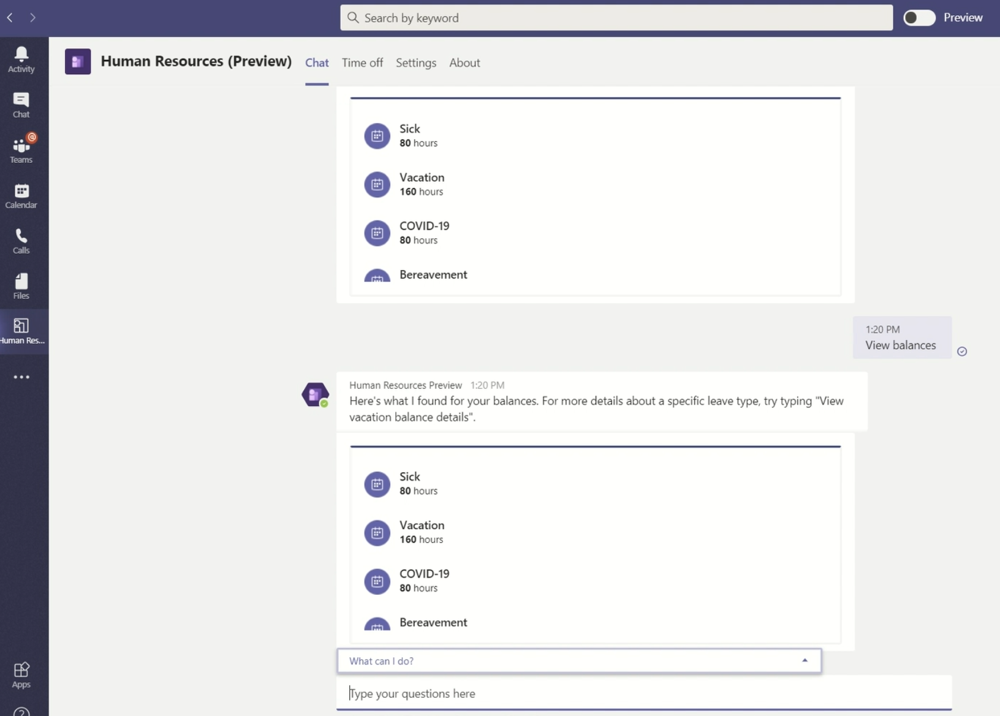 Search by keyword
Preview
Activity
Chat
Teams
Calendar
Calls
Files
Human Res...
Apps
Human Resources (Preview)
Chat
Time off
Settings
About
Sick
80 hours
Vacation
160 hours
COVID-19
80 hours
Bereavement
1:20 PM
View balances
Human Resources Preview 1:20 PM
Here's what I found for your balances. For more details about a specific leave type, try typing "View
vacation balance details".
Sick
80 hours
Vacation
160 hours
COVID-19
80 hours
Bereavement
What can I do?
Type your questions here